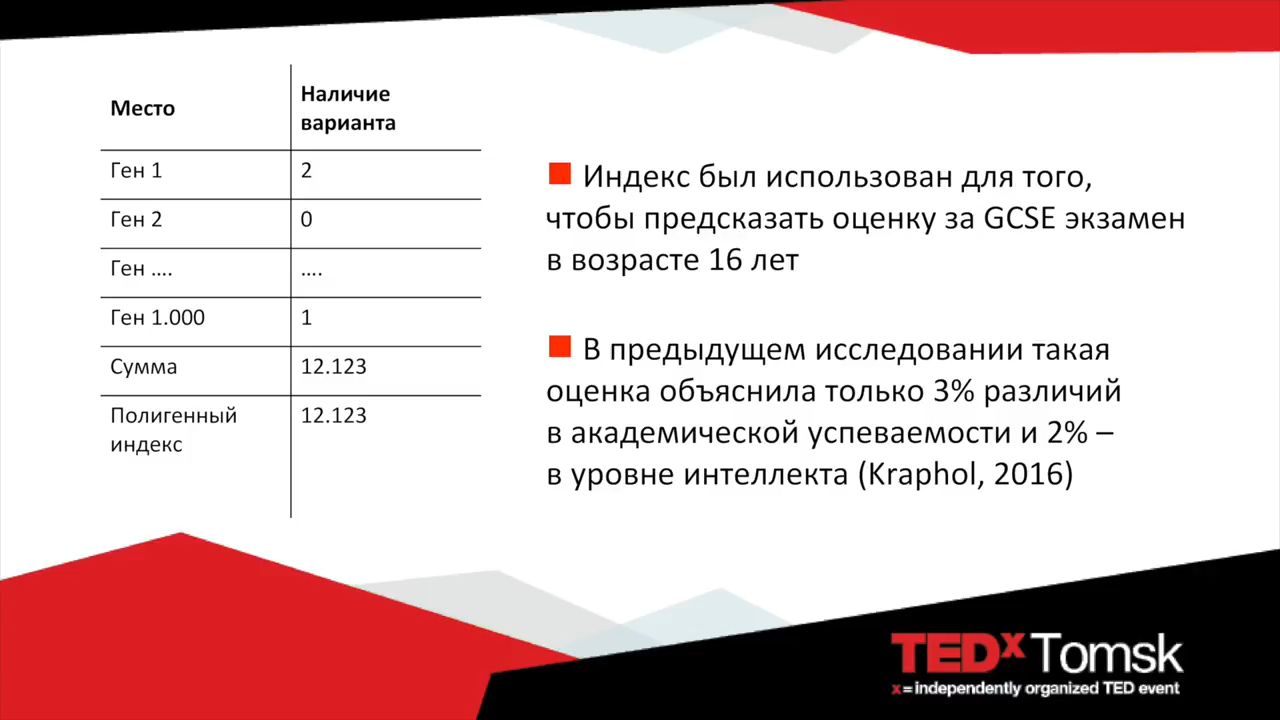 Место
Наличие
варианта
Ген 1
2
Ген 2
0
Ген ....
....
Ген 1.000
1
Сумма
12.123
Полигенный
индекс
12.123
Индекс был использован для того,
чтобы предсказать оценку за GCSE экзамен
в возрасте 16 лет
В предыдущем исследовании такая
оценка объяснила только 3% различий
в академической успеваемости и 2% –
в уровне интеллекта (Kraphol, 2016)
TEDx Tomsk
x = independently organized TED event